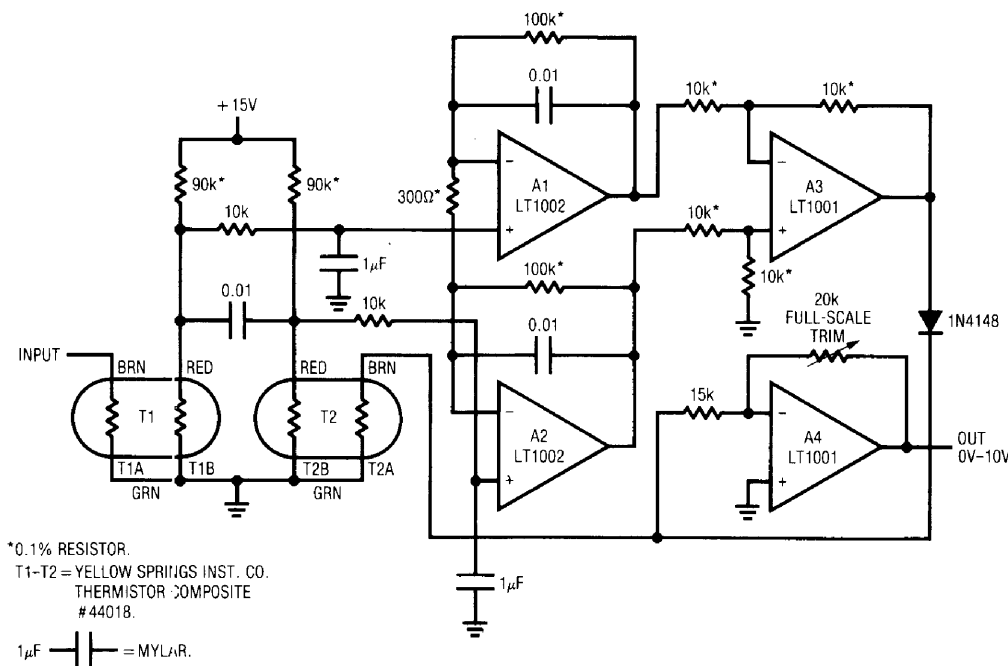 100k*
0.01
10k*
10k*
+15V
90k*
90k*
300Ω*
−
A1
LT1002
+
−
A3
LT1001
+
10k
10k*
1µF
100k*
10k*
0.01
10k
0.01
1N4148
20k
FULL-SCALE
TRIM
INPUT
BRN
RED
RED
BRN
T1
T2
15k
−
A2
LT1002
+
−
A4
LT1001
+
OUT
0V–10V
T1A
T1B
T2B
T2A
GRN
GRN
1µF
*0.1% RESISTOR.
T1–T2 = YELLOW SPRINGS INST. CO.
THERMISTOR COMPOSITE
#44018.
1µF = MYLAR.